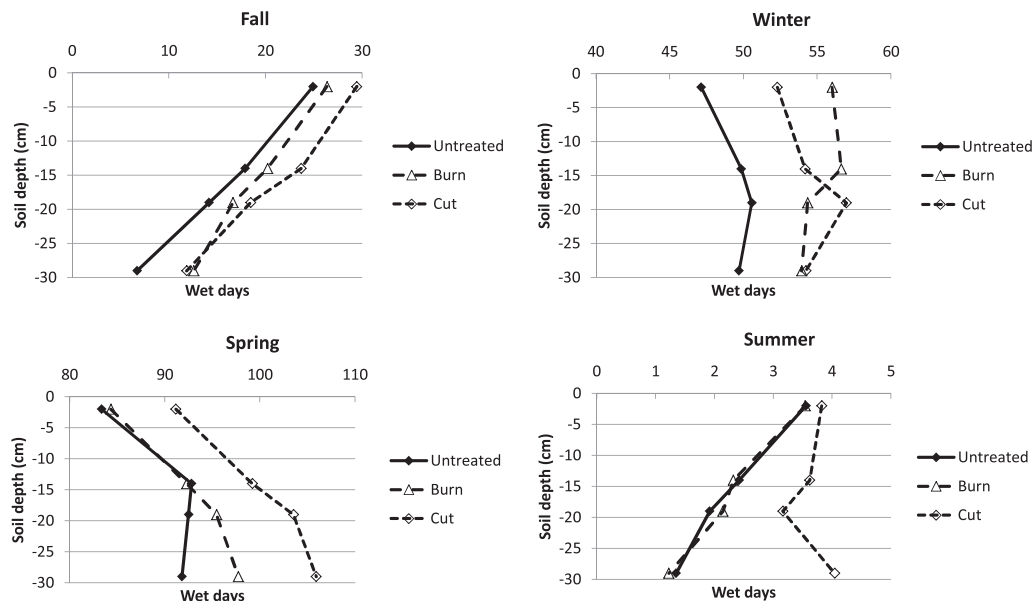 Fall
0 10 20 30
0
-5
-10
-15
-20
-25
-30
Soil depth (cm)
Wet days
Untreated
Burn
Cut
Winter
40 45 50 55 60
0
-5
-10
-15
-20
-25
-30
Soil depth (cm)
Wet days
Untreated
Burn
Cut
Spring
80 90 100 110
0
-5
-10
-15
-20
-25
-30
Soil depth (cm)
Wet days
Untreated
Burn
Cut
Summer
0 1 2 3 4 5
0
-5
-10
-15
-20
-25
-30
Soil depth (cm)
Wet days
Untreated
Burn
Cut